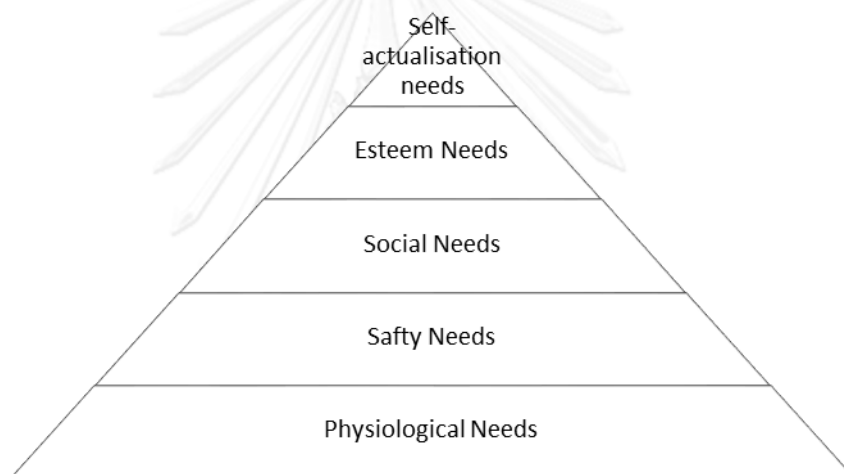 Self-
actualisation
needs
Esteem Needs
Social Needs
Safty Needs
Physiological Needs